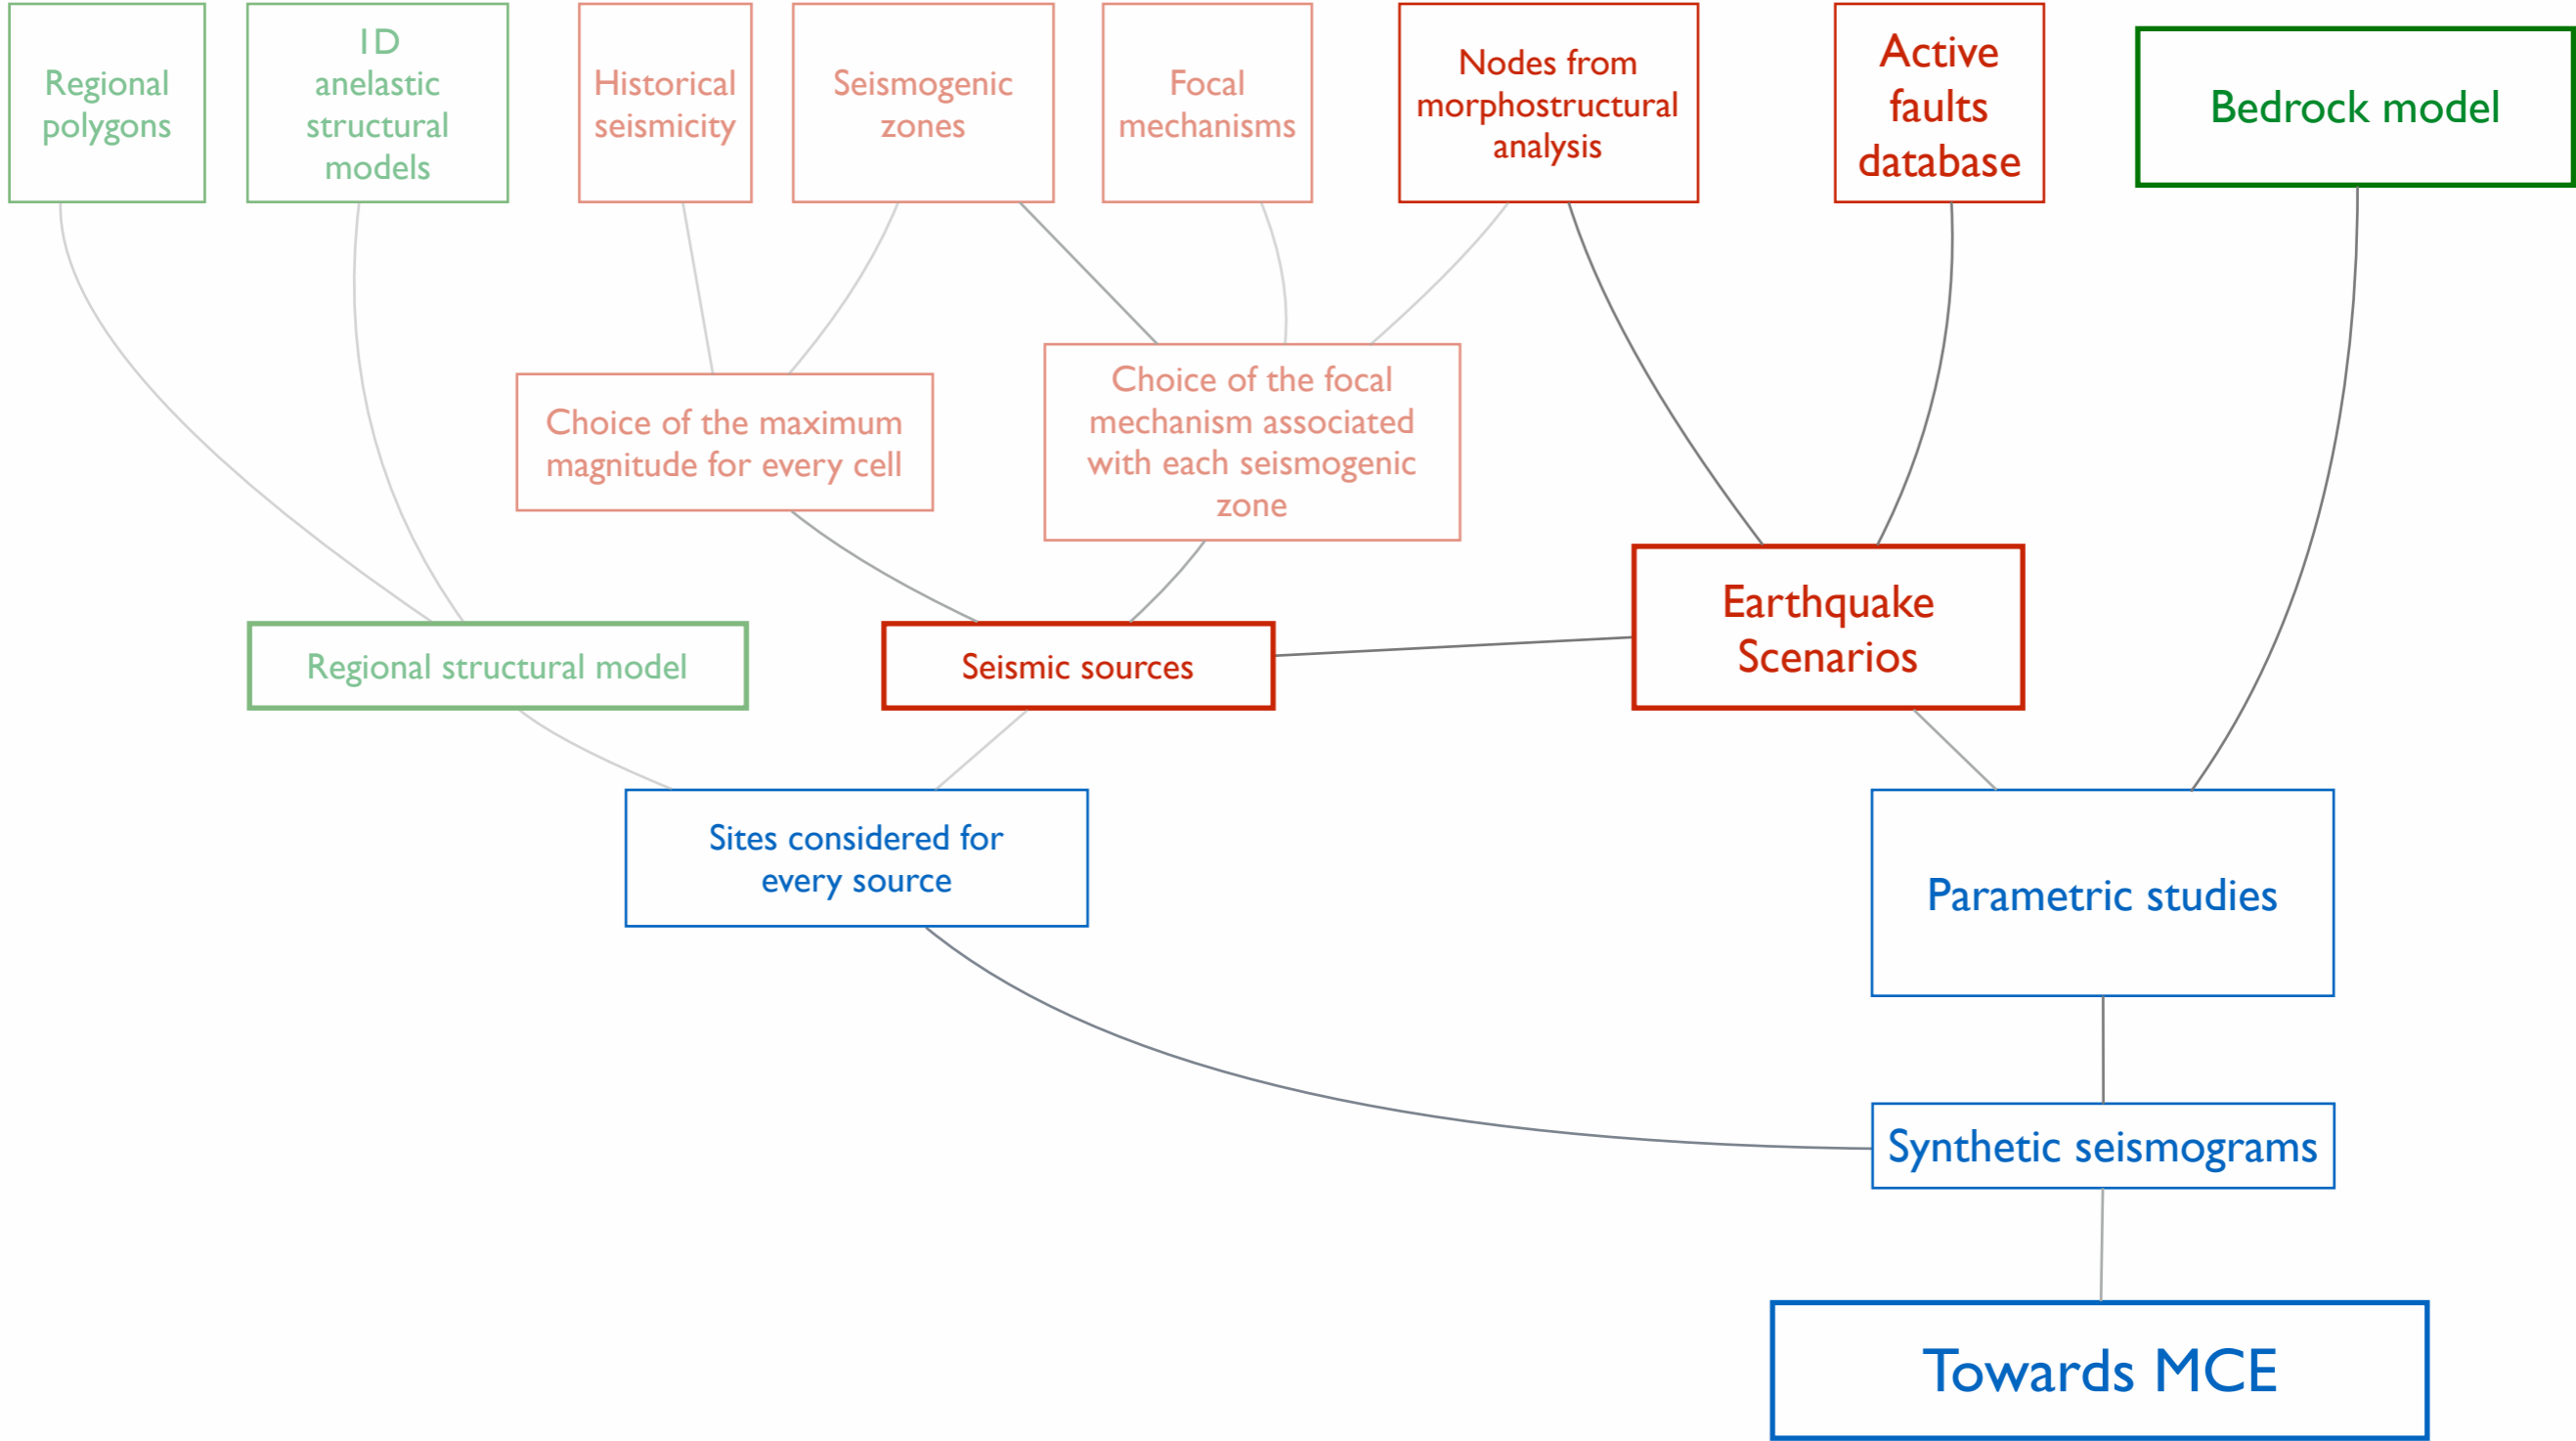 Regional
polygons
1D
anelastic
structural
models
Historical
seismicity
Seismogenic
zones
Focal
mechanisms
Nodes from
morphostructural
analysis
Active
faults
database
Bedrock model
Choice of the maximum
magnitude for every cell
Choice of the focal
mechanism associated
with each seismogenic
zone
Earthquake
Scenarios
Regional structural model
Seismic sources
Sites considered for
every source
Parametric studies
Synthetic seismograms
Towards MCE